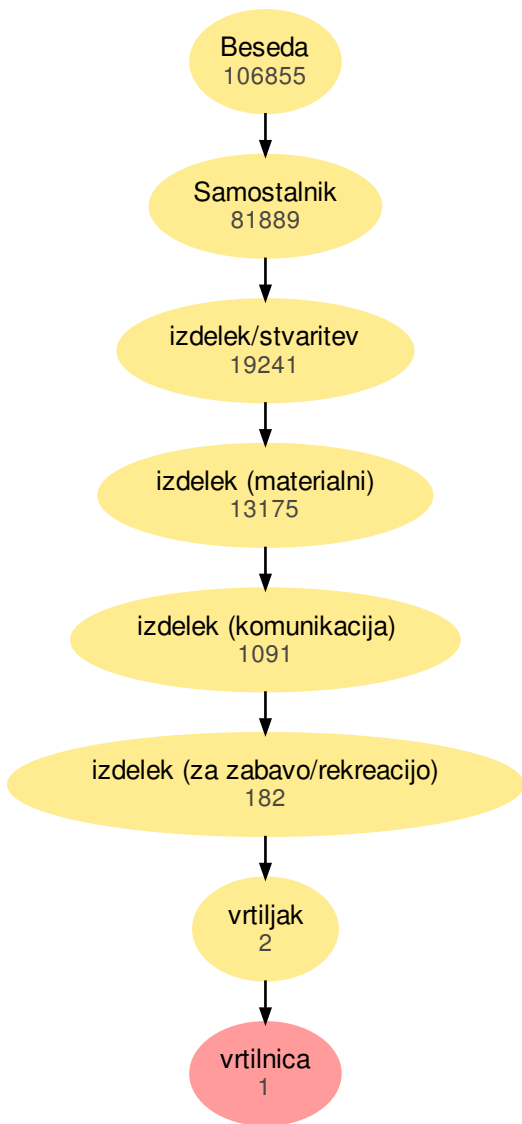 Beseda
106855
Samostalnik
81889
izdelek/stvaritev
19241
izdelek (materialni)
13175
izdelek (komunikacija)
1091
izdelek (za zabavo/rekreacijo)
182
vrtiljak
2
vrtilnica
1